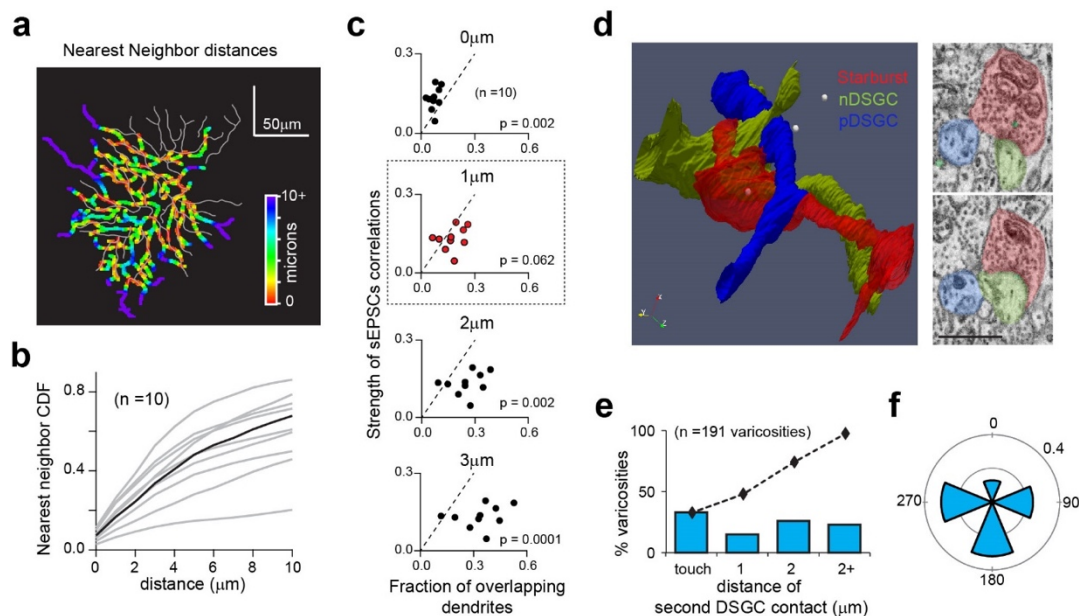 a
Nearest Neighbor distances
50μm
10+
microns
0
b
Nearest neighbor CDF
0.8
0.4
0.0
(n =10)
0 2 4 6 8 10
distance (μm)
c
Strength of sEPSCs correlations
0μm
0.3
0.0
(n =10)
p = 0.002
1μm
0.3
0.0
p = 0.062
2μm
0.3
0.0
p = 0.002
3μm
0.3
0.0
p = 0.0001
0.0 0.3 0.6
Fraction of overlapping
dendrites
d
Starburst
nDSGC
pDSGC
e
(n =191 varicosities)
% varicosities
100
50
0
touch 1 2 2+
distance of
second DSGC contact (μm)
f
0
0.4
270
90
180